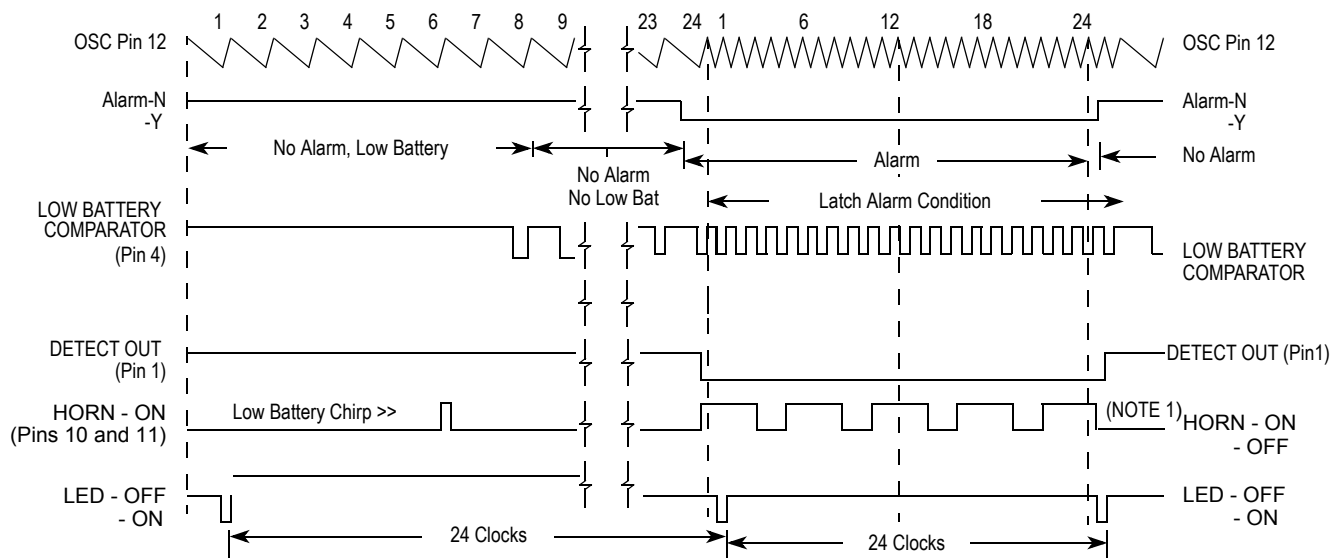 1 2 3 4 5 6 7 8 9 23 24 1 6 12 18 24
OSC Pin 12
OSC Pin 12
Alarm-N
-Y
Alarm-N
-Y
No Alarm, Low Battery
No Alarm
No Low Bat
Alarm
No Alarm
Latch Alarm Condition
LOW BATTERY
COMPARATOR
(Pin 4)
LOW BATTERY
COMPARATOR
DETECT OUT
(Pin 1)
DETECT OUT (Pin1)
HORN - ON
(Pins 10 and 11)
Low Battery Chirp >>
(NOTE 1)
HORN - ON
- OFF
LED - OFF
- ON
LED - OFF
- ON
24 Clocks
24 Clocks